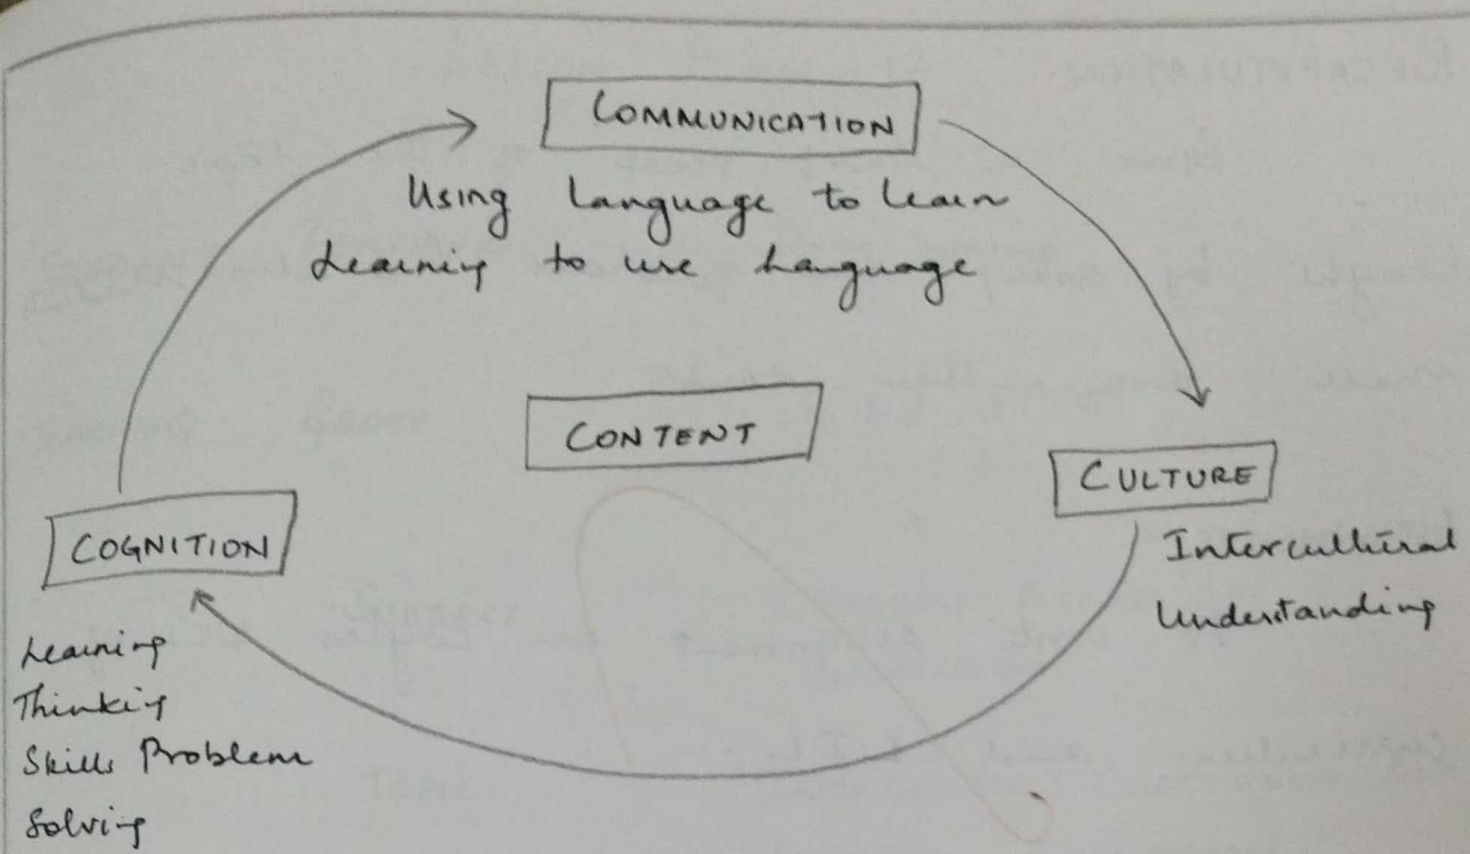 COMMUNICATION
Using Language to Learn
Learning to use Language
CONTENT
CULTURE
Intercultural
Understanding
COGNITION
Learning
Thinking
Skills Problem
Solving